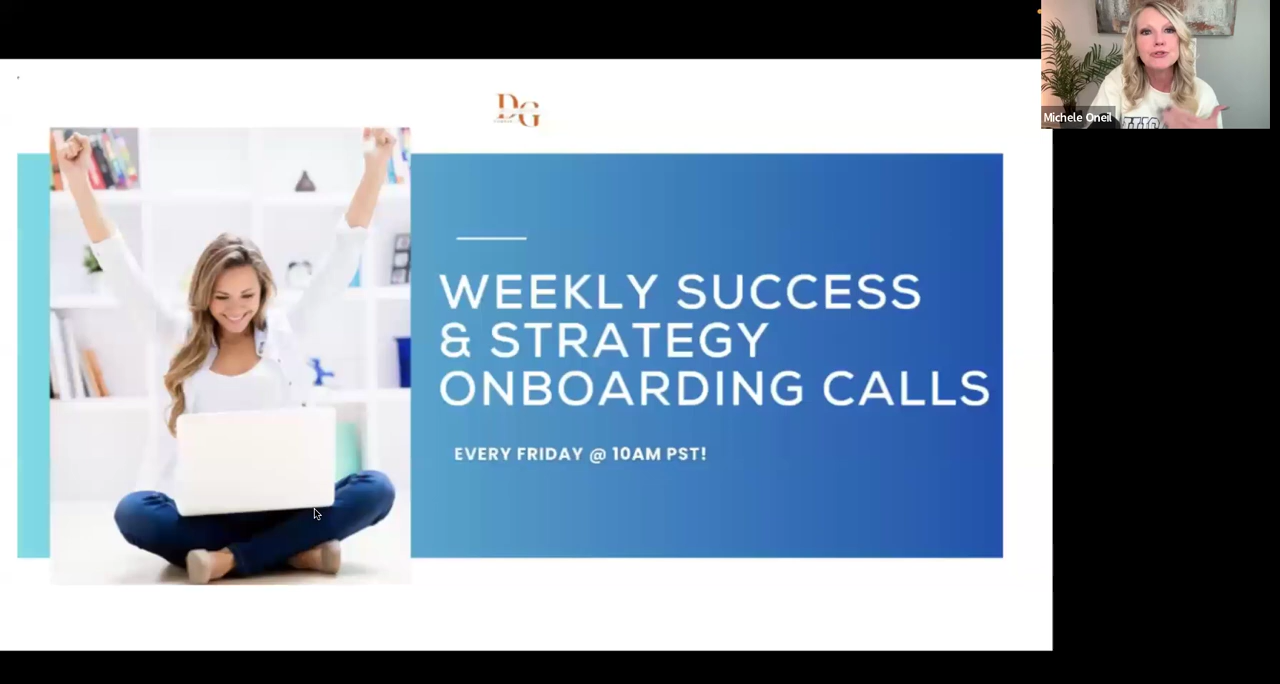 DG
WEEKLY SUCCESS
& STRATEGY
ONBOARDING CALLS
EVERY FRIDAY @ 10AM PST!
Michele Oneil